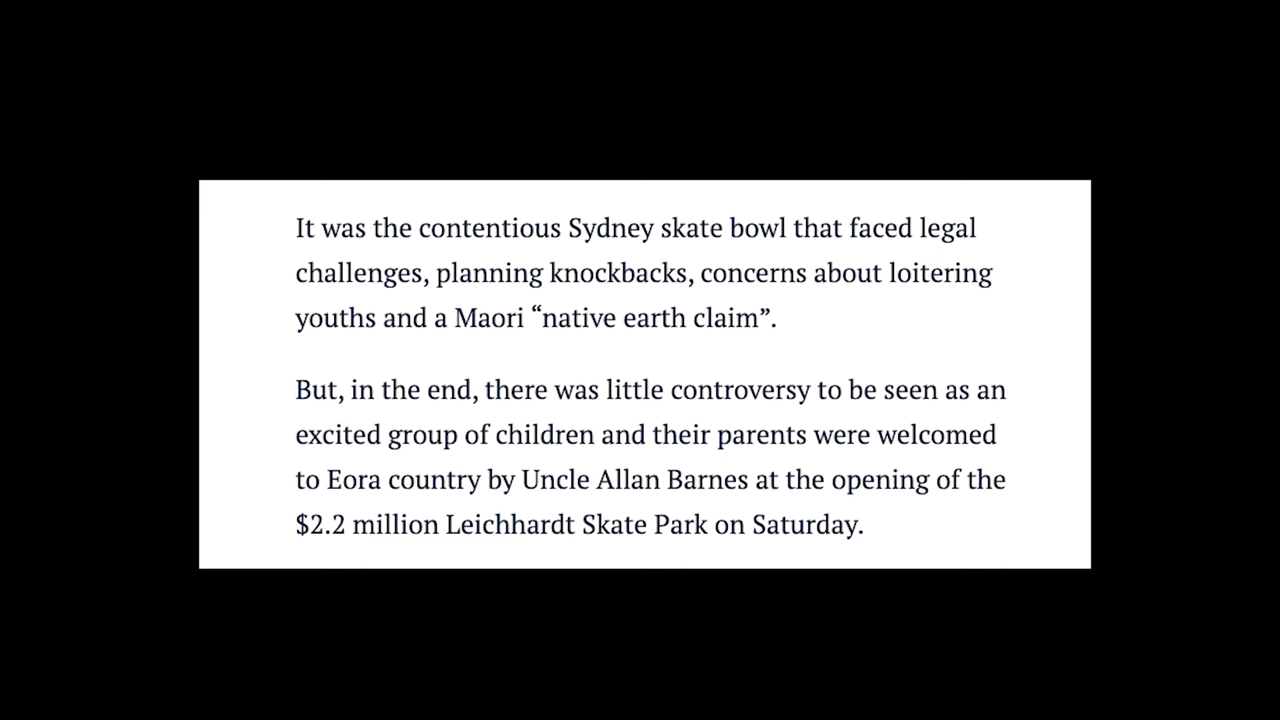 It was the contentious Sydney skate bowl that faced legal
challenges, planning knockbacks, concerns about loitering
youths and a Maori “native earth claim”.
But, in the end, there was little controversy to be seen as an
excited group of children and their parents were welcomed
to Eora country by Uncle Allan Barnes at the opening of the
$2.2 million Leichhardt Skate Park on Saturday.